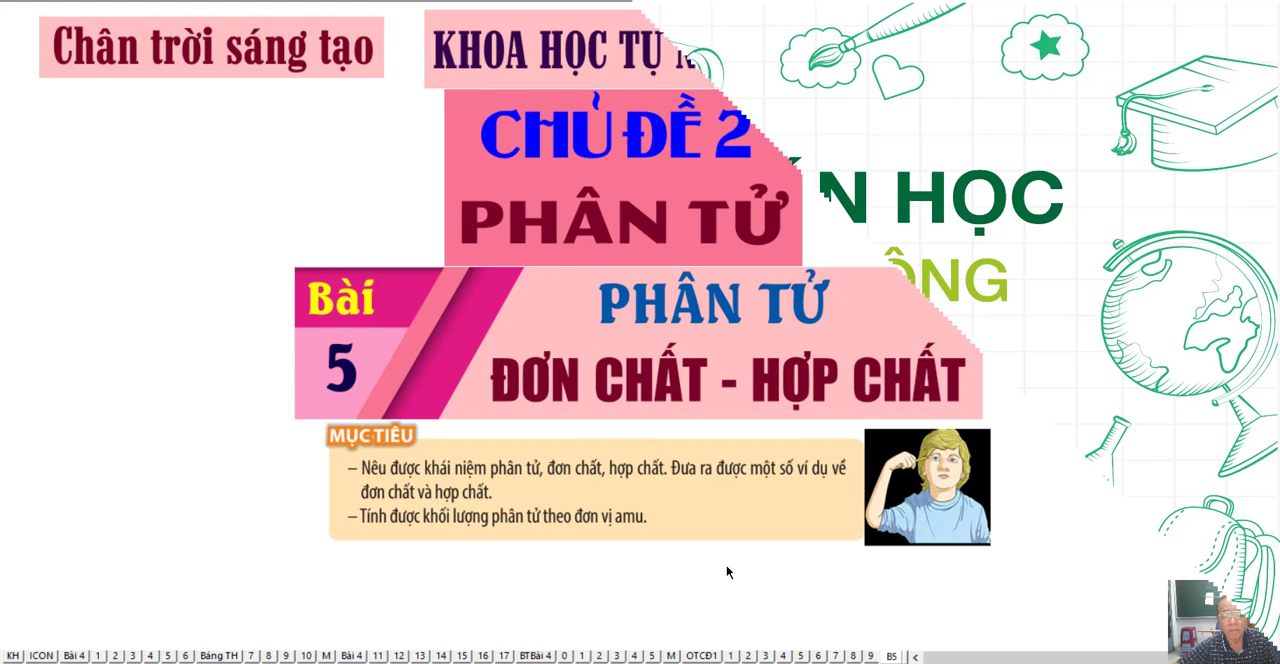 Chân trời sáng tạo
KHOA HỌC TỰ
CHỦ ĐỀ 2
PHÂN TỬ
N HỌC
ÔNG
Bài
5
PHÂN TỬ
ĐƠN CHẤT - HỢP CHẤT
MỤC TIÊU
– Nêu được khái niệm phân tử, đơn chất, hợp chất. Đưa ra được một số ví dụ về
đơn chất và hợp chất.
– Tính được khối lượng phân tử theo đơn vị amu.
KH ICON Bài 4 1 2 3 4 5 6 Bảng TH 7 8 9 10 M Bài 4 11 12 13 14 15 16 17 BTBài 4 0 1 2 3 4 5 M OTCĐ1 1 2 3 4 5 6 7 8 9 B5